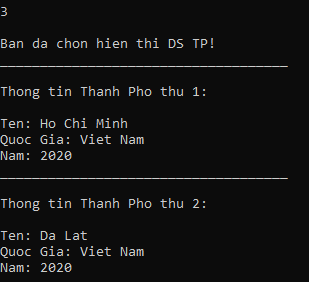 3
Ban da chon hien thi DS TP!
____________________________________
Thong tin Thanh Pho thu 1:
Ten: Ho Chi Minh
Quoc Gia: Viet Nam
Nam: 2020
____________________________________
Thong tin Thanh Pho thu 2:
Ten: Da Lat
Quoc Gia: Viet Nam
Nam: 2020